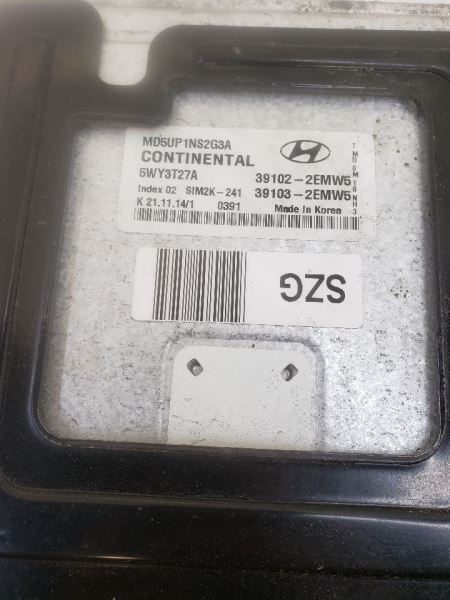 MD5UP1NS2G3A
CONTINENTAL
5WY3T27A 39102-2EMW5
Index 02 SIM2K-241 39103-2EMW5
K 21.11.14/1 0391 Made in Korea
SZG